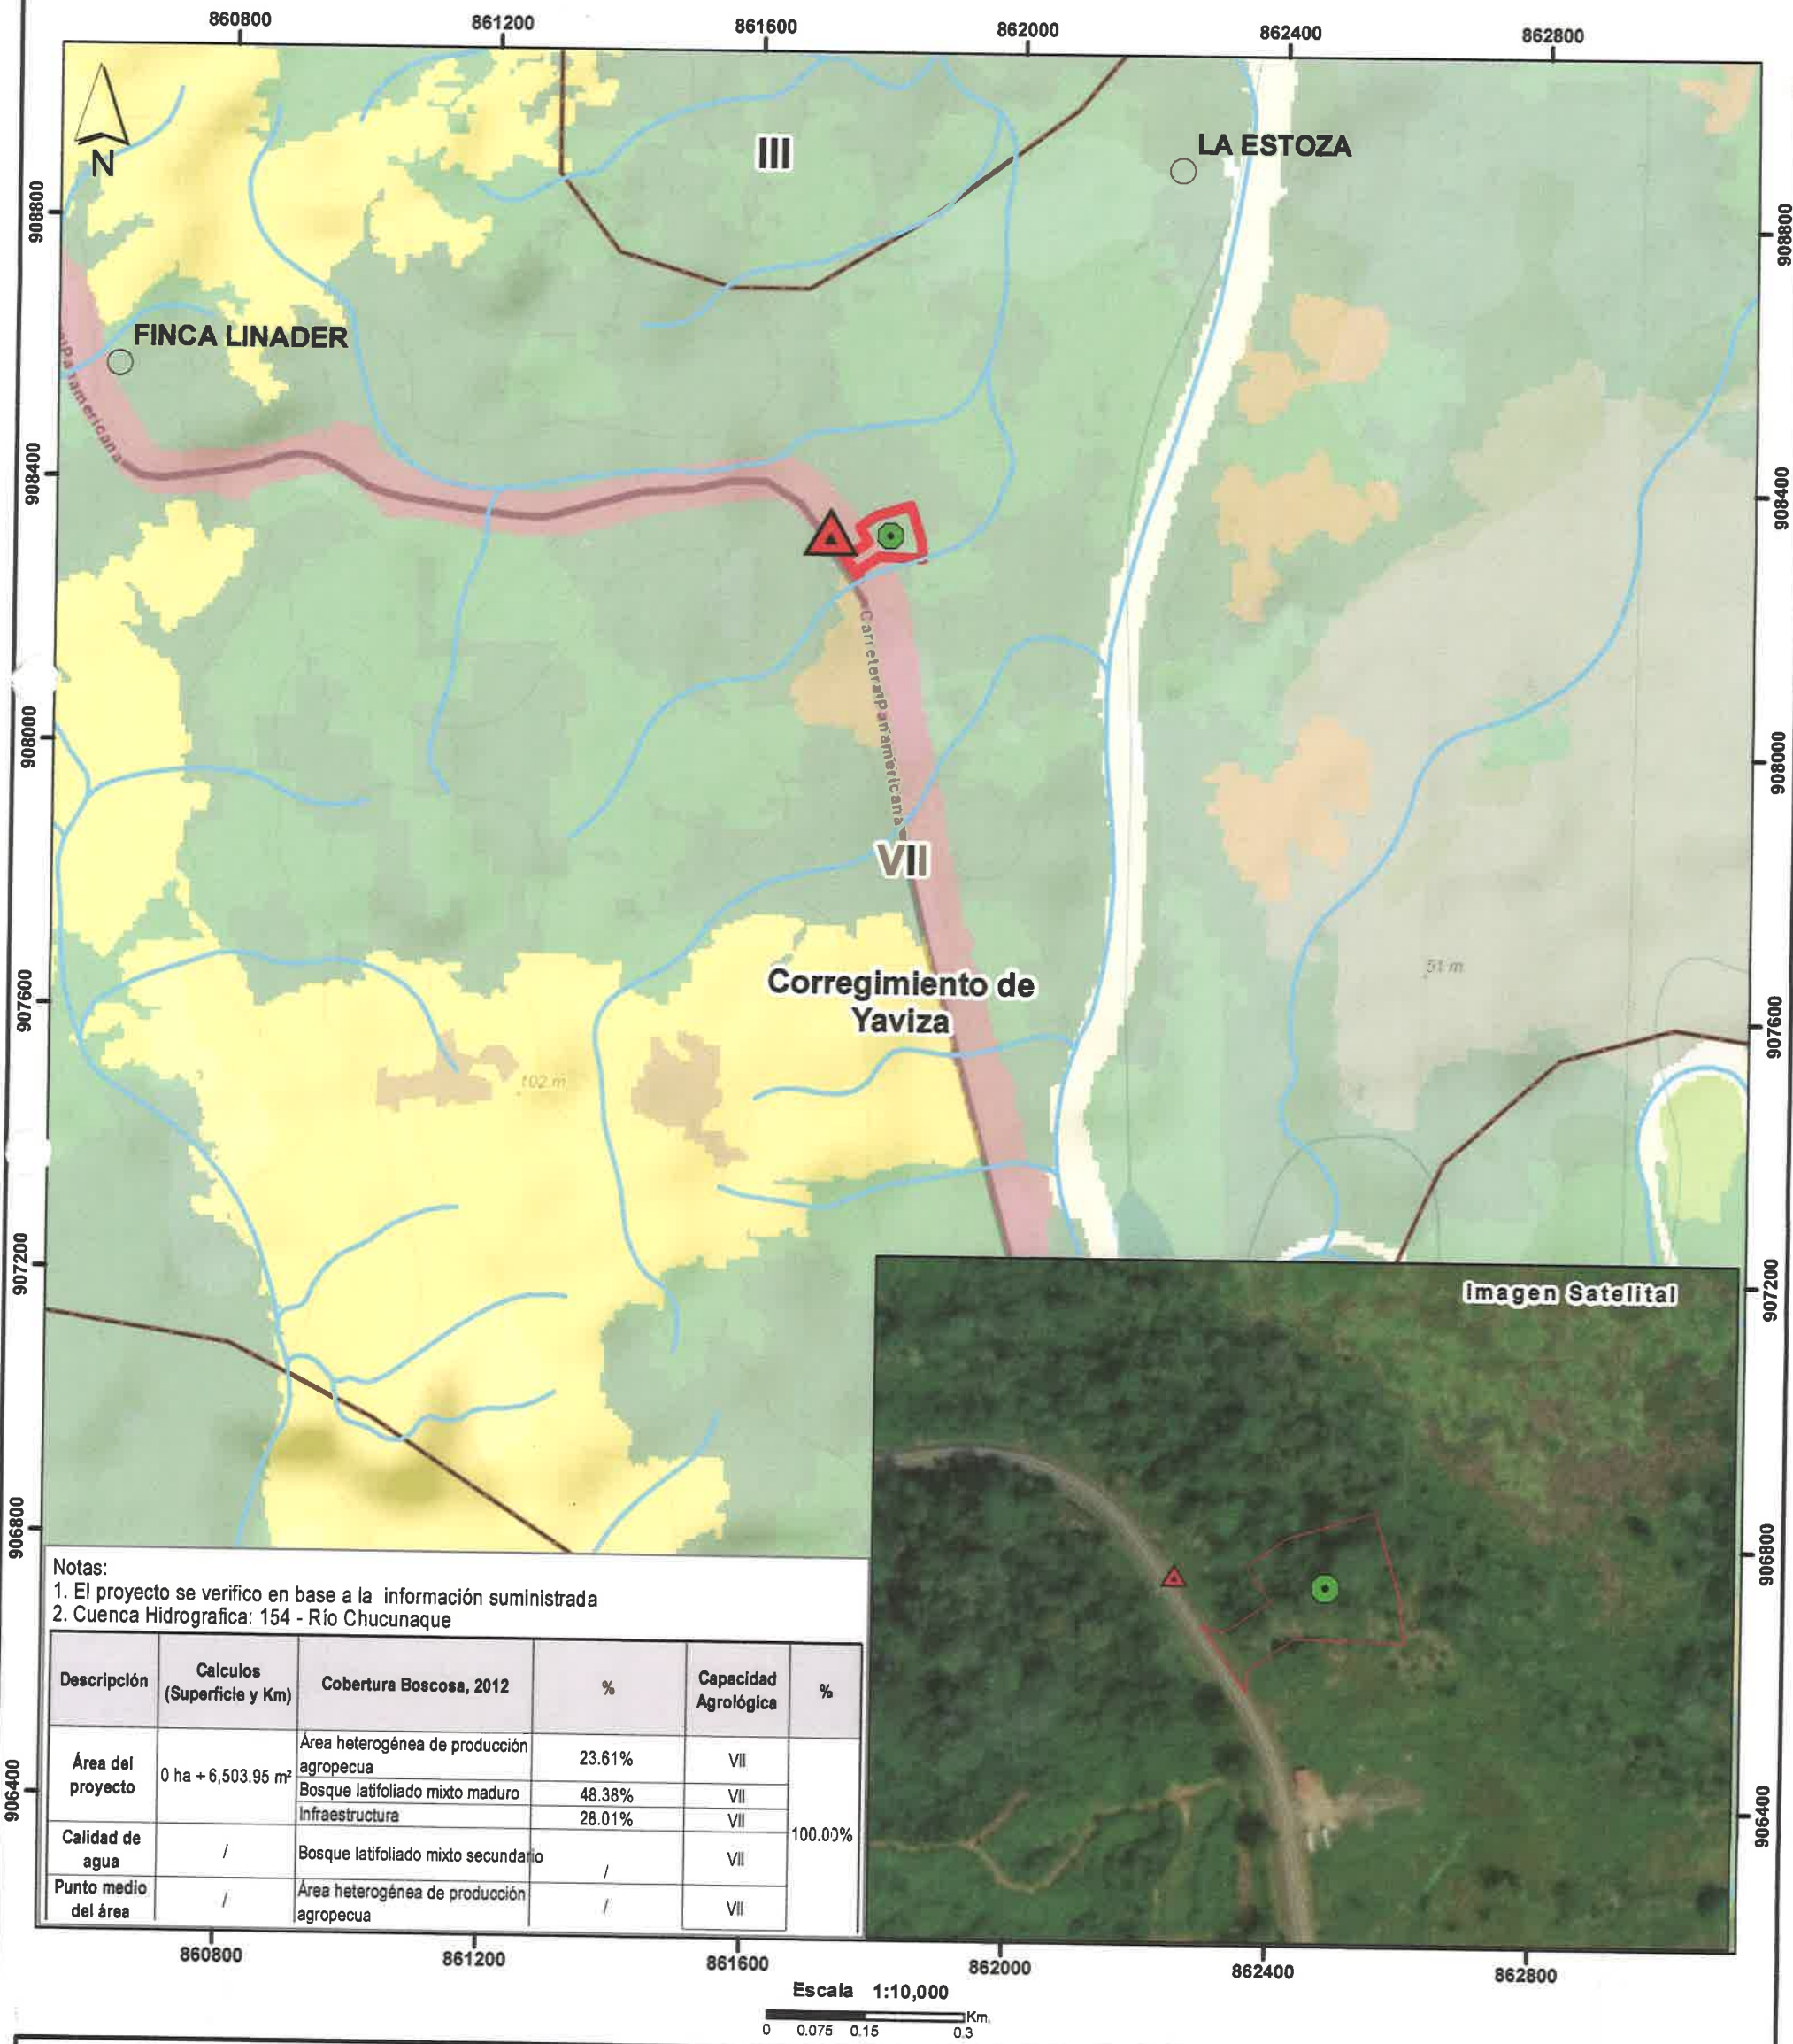 860800 861200 861600 862000 862400 862800
N
III
LA ESTOZA
908800
908800
FINCA LINADER
Panamericana
908400
908400
Carretera Panamericana
908000
908000
VII
51 m
Corregimiento de
Yaviza
907600
907600
102 m
907200
907200
Imagen Satelital
906800
906800
Notas:
1. El proyecto se verifico en base a la información suministrada
2. Cuenca Hidrografica: 154 - Río Chucunaque
Descripción
Calculos
(Superficie y Km)
Cobertura Boscosa, 2012
%
Capacidad
Agrológica
%
Área del
proyecto
0 ha + 6,503.95 m²
Área heterogénea de producción
agropecua
23.61%
VII
Bosque latifoliado mixto maduro
48.38%
VII
Infraestructura
28.01%
VII
100.00%
Calidad de
agua
/
Bosque latifoliado mixto secundario
/
VII
Punto medio
del área
/
Área heterogénea de producción
agropecua
/
VII
906400
906400
860800 861200 861600 862000 862400 862800
Escala 1:10,000
Km.
0 0.075 0.15 0.3